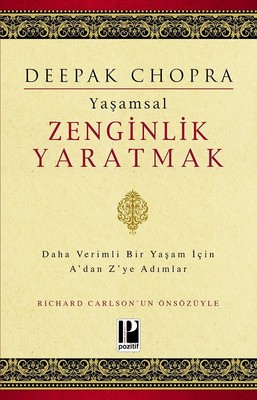 DEEPAK CHOPRA
Yaşamsal
ZENGİNLİK
YARATMAK
Daha Verimli Bir Yaşam İçin
A'dan Z'ye Adımlar
RICHARD CARLSON'UN ÖNSÖZÜYLE
P
pozitif